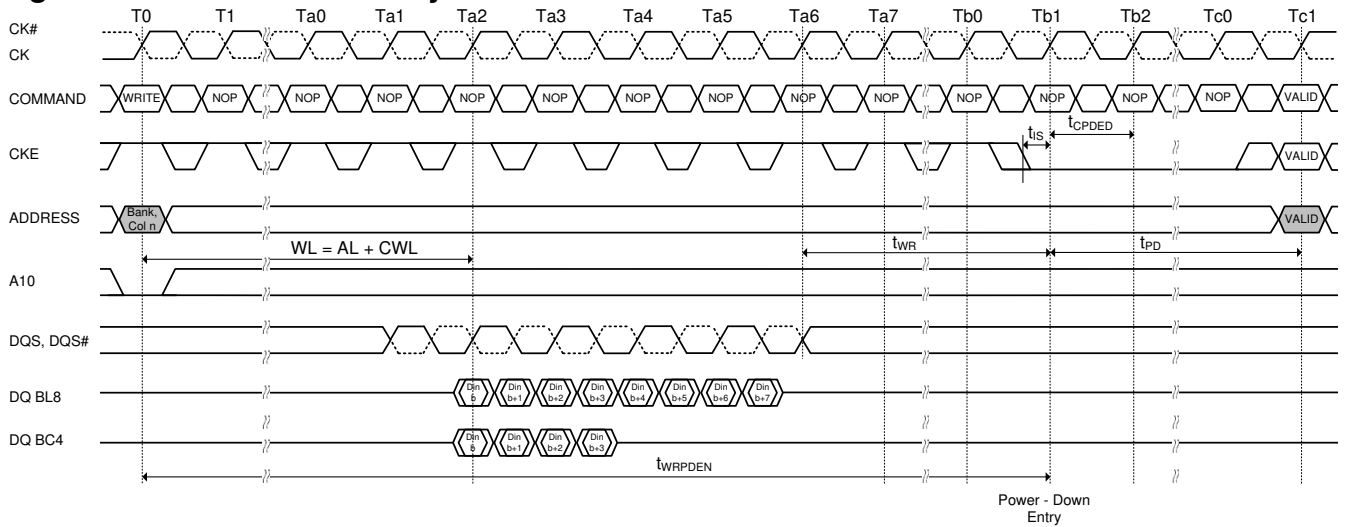 T0 T1 Ta0 Ta1 Ta2 Ta3 Ta4 Ta5 Ta6 Ta7 Tb0 Tb1 Tb2 Tc0 Tc1
CK#
CK
COMMAND WRITE NOP NOP NOP NOP NOP NOP NOP NOP NOP NOP NOP NOP NOP VALID
tIS tCPDED
CKE VALID
ADDRESS Bank, Col n VALID
WL = AL + CWL tWR tPD
A10
DQS, DQS#
DQ BL8 Din b Din b+1 Din b+2 Din b+3 Din b+4 Din b+5 Din b+6 Din b+7
DQ BC4 Din b Din b+1 Din b+2 Din b+3
tWRPDEN
Power - Down
Entry